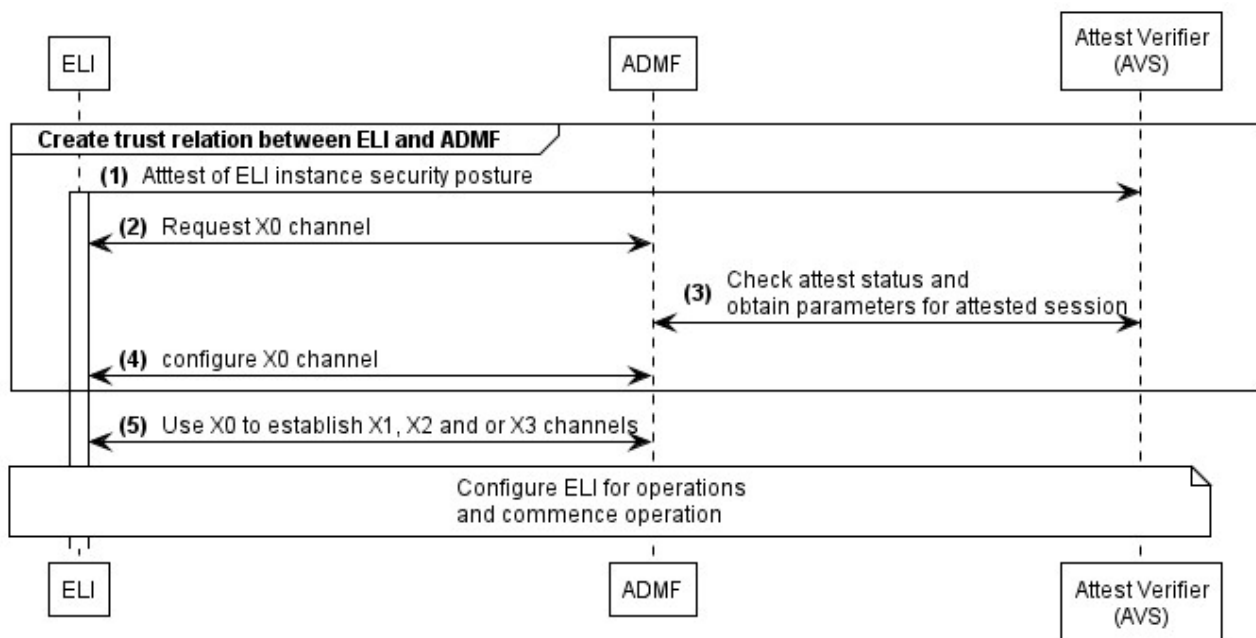 ELI
ADMF
Attest Verifier
(AVS)
Create trust relation between ELI and ADMF
(1) Atttest of ELI instance security posture
(2) Request X0 channel
(3) Check attest status and
obtain parameters for attested session
(4) configure X0 channel
(5) Use X0 to establish X1, X2 and or X3 channels
Configure ELI for operations
and commence operation
ELI
ADMF
Attest Verifier
(AVS)